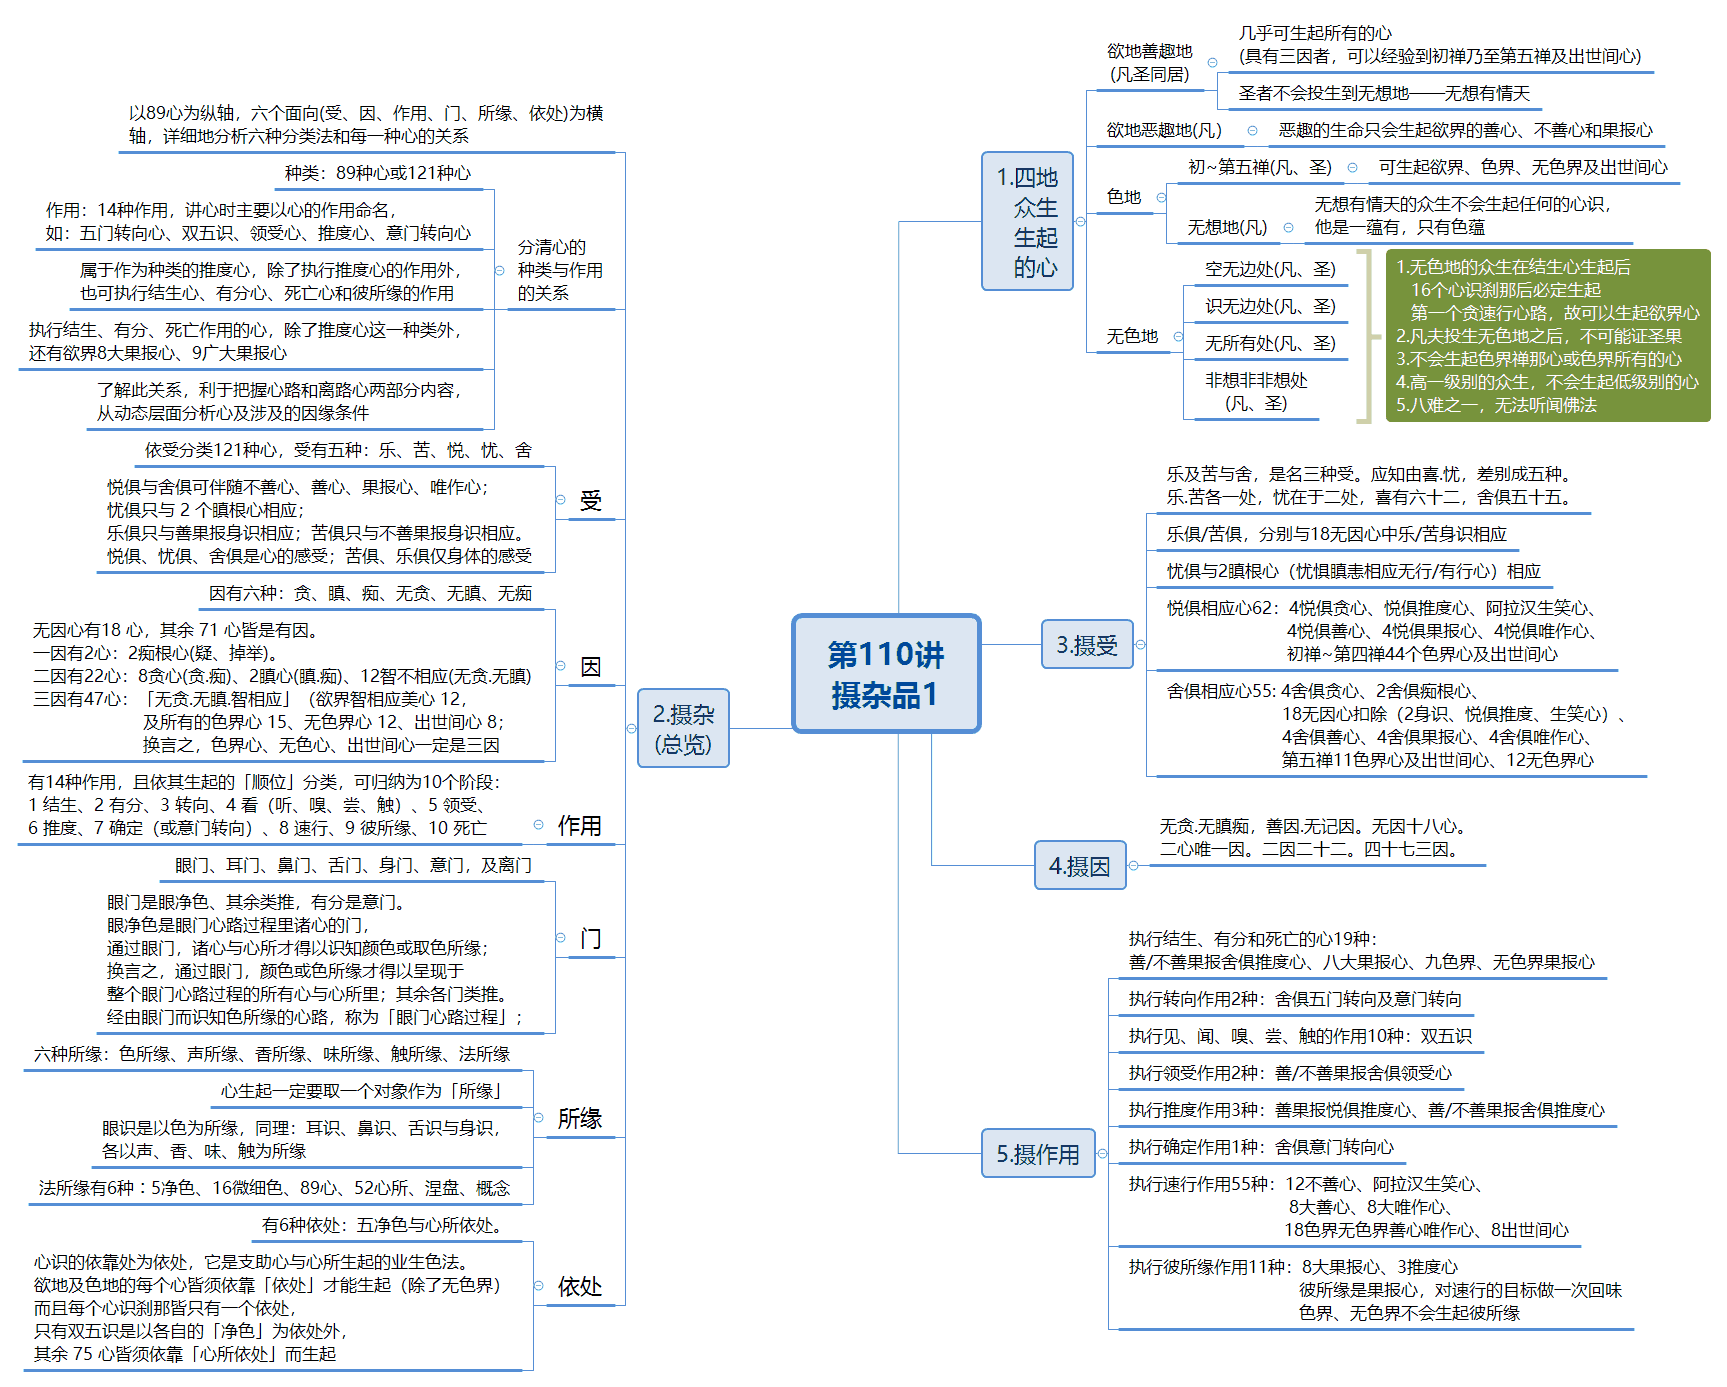 第110讲
摄杂品1
1.四地
众生
生起
的心
欲地善趣地
(凡圣同居)
几乎可生起所有的心
(具有三因者，可以经验到初禅乃至第五禅及出世间心)
圣者不会投生到无想地——无想有情天
欲地恶趣地(凡)
恶趣的生命只会生起欲界的善心、不善心和果报心
色地
初~第五禅(凡、圣)
可生起欲界、色界、无色界及出世间心
无想地(凡)
无想有情天的众生不会生起任何的心识，
他是一蕴有，只有色蕴
无色地
空无边处(凡、圣)
识无边处(凡、圣)
无所有处(凡、圣)
非想非非想处
(凡、圣)
1.无色地的众生在结生心生起后
16个心识刹那后必定生起
第一个贪速行心路，故可以生起欲界心
2.凡夫投生无色地之后，不可能证圣果
3.不会生起色界禅那心或色界所有的心
4.高一级别的众生，不会生起低级别的心
5.八难之一，无法听闻佛法
2.摄杂
(总览)
以89心为纵轴，六个面向(受、因、作用、门、所缘、依处)为横
轴，详细地分析六种分类法和每一种心的关系
分清心的
种类与作用
的关系
种类：89种心或121种心
作用：14种作用，讲心时主要以心的作用命名，
如：五门转向心、双五识、领受心、推度心、意门转向心
属于作为种类的推度心，除了执行推度心的作用外，
也可执行结生心、有分心、死亡心和彼所缘的作用
执行结生、有分、死亡作用的心，除了推度心这一种类外，
还有欲界8大果报心、9广大果报心
了解此关系，利于把握心路和离路心两部分内容，
从动态层面分析心及涉及的因缘条件
受
依受分类121种心，受有五种：乐、苦、悦、忧、舍
悦俱与舍俱可伴随不善心、善心、果报心、唯作心；
忧俱只与 2 个瞋根心相应；
乐俱只与善果报身识相应；苦俱只与不善果报身识相应。
悦俱、忧俱、舍俱是心的感受；苦俱、乐俱仅身体的感受
因
因有六种：贪、瞋、痴、无贪、无瞋、无痴
无因心有18 心，其余 71 心皆是有因。
一因有2心：2痴根心(疑、掉举)。
二因有22心：8贪心(贪.痴)、2瞋心(瞋.痴)、12智不相应(无贪.无瞋)
三因有47心：「无贪.无瞋.智相应」（欲界智相应美心 12，
及所有的色界心 15、无色界心 12、出世间心 8；
换言之，色界心、无色心、出世间心一定是三因
作用
有14种作用，且依其生起的「顺位」分类，可归纳为10个阶段：
1 结生、2 有分、3 转向、4 看（听、嗅、尝、触）、5 领受、
6 推度、7 确定（或意门转向）、8 速行、9 彼所缘、10 死亡
门
眼门、耳门、鼻门、舌门、身门、意门，及离门
眼门是眼净色、其余类推，有分是意门。
眼净色是眼门心路过程里诸心的门，
通过眼门，诸心与心所才得以识知颜色或取色所缘；
换言之，通过眼门，颜色或色所缘才得以呈现于
整个眼门心路过程的所有心与心所里；其余各门类推。
经由眼门而识知色所缘的心路，称为「眼门心路过程」；
所缘
六种所缘：色所缘、声所缘、香所缘、味所缘、触所缘、法所缘
心生起一定要取一个对象作为「所缘」
眼识是以色为所缘，同理：耳识、鼻识、舌识与身识，
各以声、香、味、触为所缘
法所缘有6种：5净色、16微细色、89心、52心所、涅盘、概念
依处
有6种依处：五净色与心所依处。
心识的依靠处为依处，它是支助心与心所生起的业生色法。
欲地及色地的每个心皆须依靠「依处」才能生起（除了无色界）
而且每个心识刹那皆只有一个依处，
只有双五识是以各自的「净色」为依处外，
其余 75 心皆须依靠「心所依处」而生起
3.摄受
乐及苦与舍，是名三种受。应知由喜.忧，差别成五种。
乐.苦各一处，忧在于二处，喜有六十二，舍俱五十五。
乐俱/苦俱，分别与18无因心中乐/苦身识相应
忧俱与2瞋根心（忧惧瞋恚相应无行/有行心）相应
悦俱相应心62：4悦俱贪心、悦俱推度心、阿拉汉生笑心、
4悦俱善心、4悦俱果报心、4悦俱唯作心、
初禅~第四禅44个色界心及出世间心
舍俱相应心55: 4舍俱贪心、2舍俱痴根心、
18无因心扣除（2身识、悦俱推度、生笑心）、
4舍俱善心、4舍俱果报心、4舍俱唯作心、
第五禅11色界心及出世间心、12无色界心
4.摄因
无贪.无瞋痴，善因.无记因。无因十八心。
二心唯一因。二因二十二。四十七三因。
5.摄作用
执行结生、有分和死亡的心19种：
善/不善果报舍俱推度心、八大果报心、九色界、无色界果报心
执行转向作用2种：舍俱五门转向及意门转向
执行见、闻、嗅、尝、触的作用10种：双五识
执行领受作用2种：善/不善果报舍俱领受心
执行推度作用3种：善果报悦俱推度心、善/不善果报舍俱推度心
执行确定作用1种：舍俱意门转向心
执行速行作用55种：12不善心、阿拉汉生笑心、
8大善心、8大唯作心、
18色界无色界善心唯作心、8出世间心
执行彼所缘作用11种：8大果报心、3推度心
彼所缘是果报心，对速行的目标做一次回味
色界、无色界不会生起彼所缘